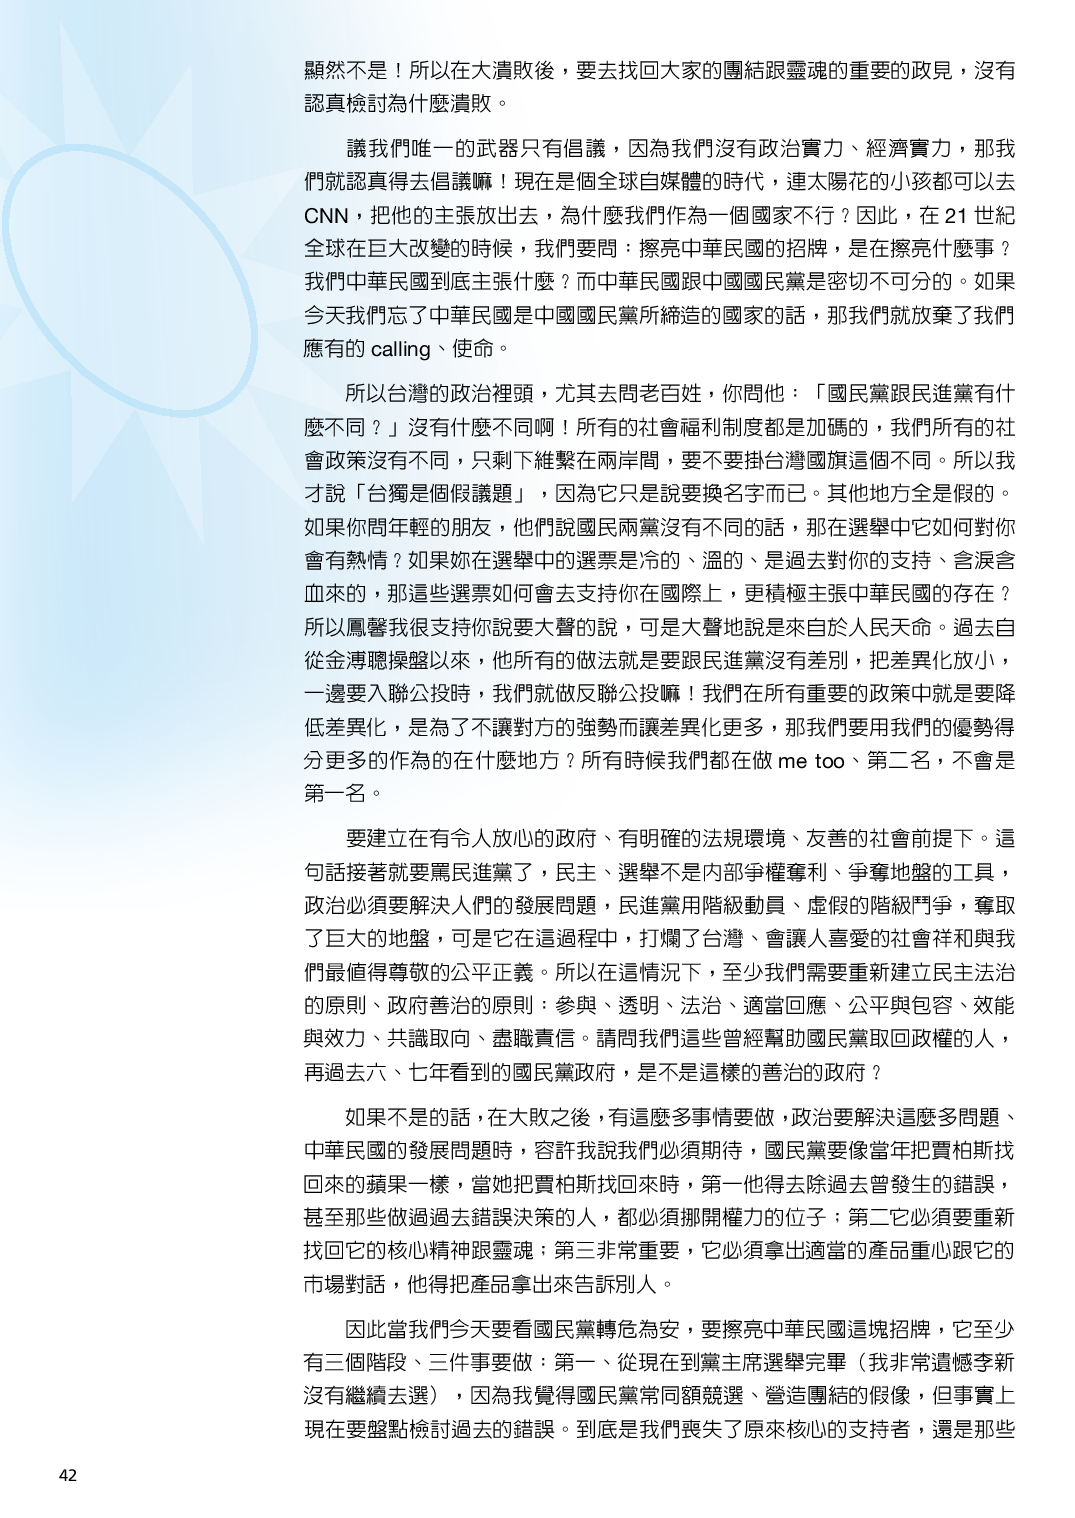 顯然不是！所以在大潰敗後，要去找回大家的團結跟靈魂的重要的政見，沒有
認真檢討為什麼潰敗。
議我們唯一的武器只有倡議，因為我們沒有政治實力、經濟實力，那我
們就認真得去倡議嘛！現在是個全球自媒體的時代，連太陽花的小孩都可以去
CNN，把他的主張放出去，為什麼我們作為一個國家不行？因此，在 21 世紀
全球在巨大改變的時候，我們要問：擦亮中華民國的招牌，是在擦亮什麼事？
我們中華民國到底主張什麼？而中華民國跟中國國民黨是密切不可分的。如果
今天我們忘了中華民國是中國國民黨所締造的國家的話，那我們就放棄了我們
應有的 calling、使命。
所以台灣的政治裡頭，尤其去問老百姓，你問他：「國民黨跟民進黨有什
麼不同？」沒有什麼不同啊！所有的社會福利制度都是加碼的，我們所有的社
會政策沒有不同，只剩下維繫在兩岸間，要不要掛台灣國旗這個不同。所以我
才說「台獨是個假議題」，因為它只是說要換名字而已。其他地方全是假的。
如果你問年輕的朋友，他們說國民兩黨沒有不同的話，那在選舉中它如何對你
會有熱情？如果妳在選舉中的選票是冷的、溫的、是過去對你的支持、含淚含
血來的，那這些選票如何會去支持你在國際上，更積極主張中華民國的存在？
所以鳳馨我很支持你說要大聲的說，可是大聲地說是來自於人民天命。過去自
從金溥聰操盤以來，他所有的做法就是要跟民進黨沒有差別，把差異化放小，
一邊要入聯公投時，我們就做反聯公投嘛！我們在所有重要的政策中就是要降
低差異化，是為了不讓對方的強勢而讓差異化更多，那我們要用我們的優勢得
分更多的作為的在什麼地方？所有時候我們都在做 me too、第二名，不會是
第一名。
要建立在有令人放心的政府、有明確的法規環境、友善的社會前提下。這
句話接著就要罵民進黨了，民主、選舉不是內部爭權奪利、爭奪地盤的工具，
政治必須要解決人們的發展問題，民進黨用階級動員、虛假的階級鬥爭，奪取
了巨大的地盤，可是它在這過程中，打爛了台灣、會讓人喜愛的社會祥和與我
們最值得尊敬的公平正義。所以在這情況下，至少我們需要重新建立民主法治
的原則、政府善治的原則：參與、透明、法治、適當回應、公平與包容、效能
與效力、共識取向、盡職責信。請問我們這些曾經幫助國民黨取回政權的人，
再過去六、七年看到的國民黨政府，是不是這樣的善治的政府？
如果不是的話，在大敗之後，有這麼多事情要做，政治要解決這麼多問題、
中華民國的發展問題時，容許我說我們必須期待，國民黨要像當年把賈柏斯找
回來的蘋果一樣，當她把賈柏斯找回來時，第一他得去除過去曾發生的錯誤，
甚至那些做過過去錯誤決策的人，都必須挪開權力的位子；第二它必須要重新
找回它的核心精神跟靈魂；第三非常重要，它必須拿出適當的產品重心跟它的
市場對話，他得把產品拿出來告訴別人。
因此當我們今天要看國民黨轉危為安，要擦亮中華民國這塊招牌，它至少
有三個階段、三件事要做：第一、從現在到黨主席選舉完畢（我非常遺憾李新
沒有繼續去選），因為我覺得國民黨常同額競選、營造團結的假像，但事實上
現在要盤點檢討過去的錯誤。到底是我們喪失了原來核心的支持者，還是那些
42